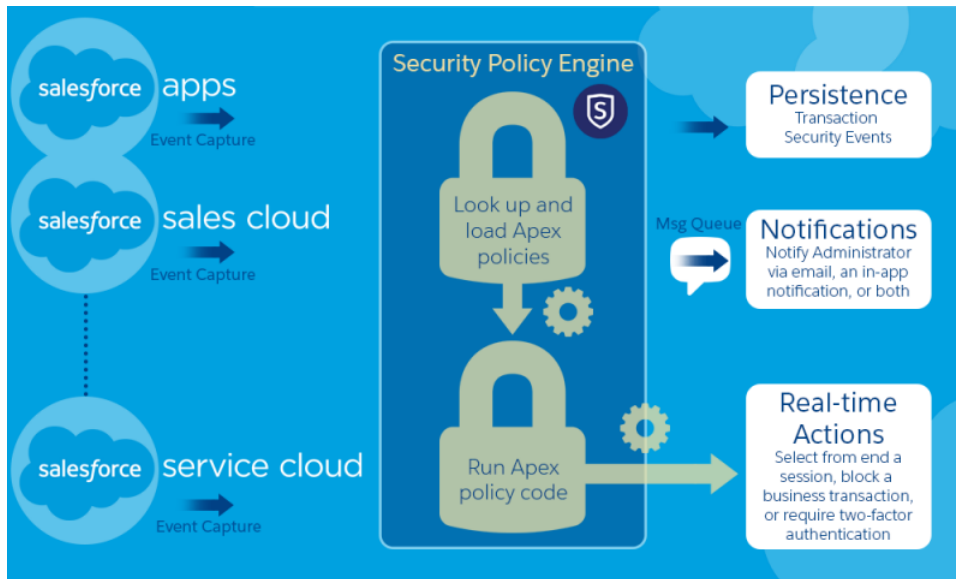 salesforce apps
Event Capture
salesforce sales cloud
Event Capture
salesforce service cloud
Event Capture
Security Policy Engine
S
Look up and
load Apex
policies
Run Apex
policy code
Persistence
Transaction
Security Events
Msg Queue
Notifications
Notify Administrator
via email, an in-app
notification, or both
Real-time
Actions
Select from end a
session, block a
business transaction,
or require two-factor
authentication